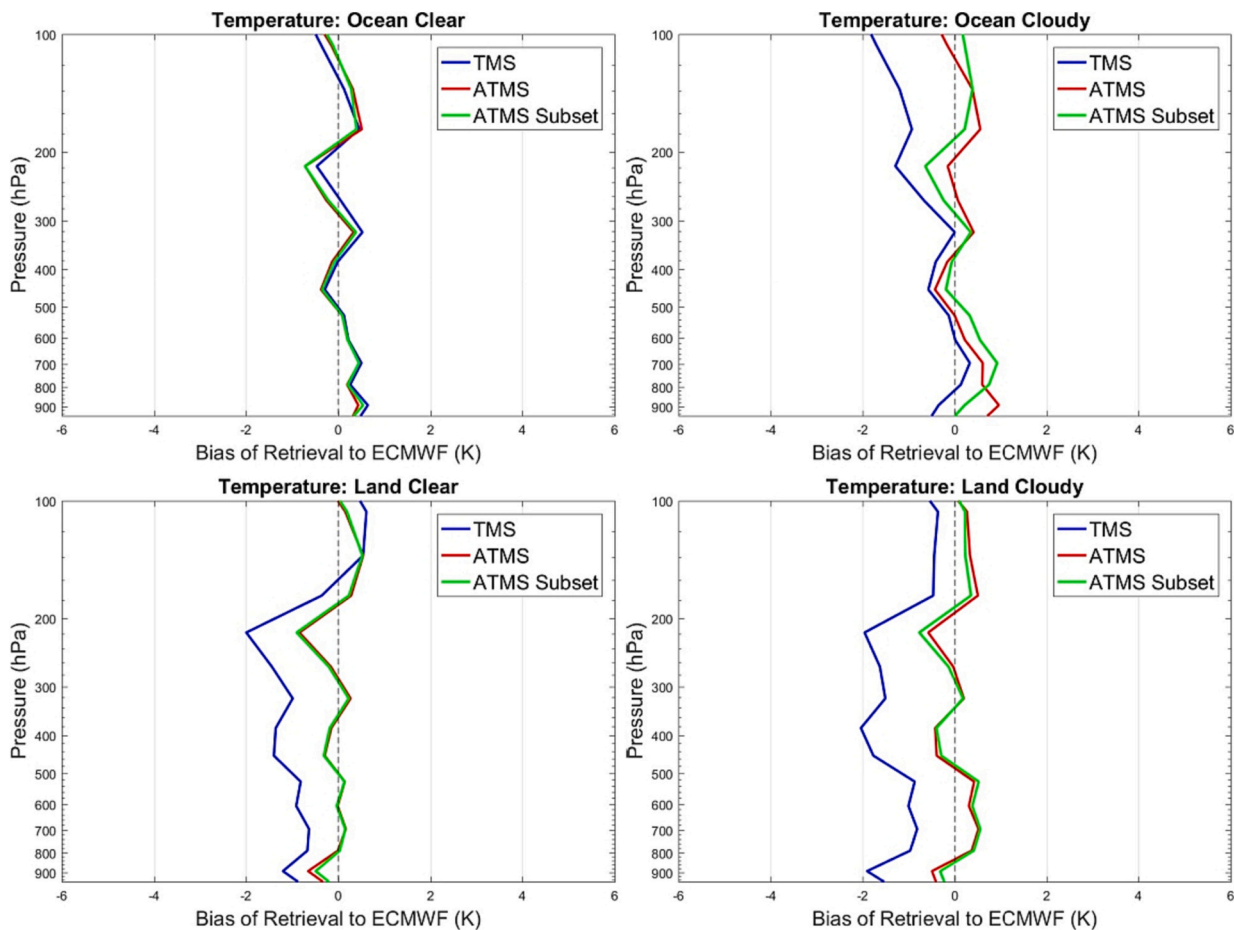 Temperature: Ocean Clear
100
200
300
400
500
600
700
800
900
Pressure (hPa)
-6 -4 -2 0 2 4 6
Bias of Retrieval to ECMWF (K)
TMS
ATMS
ATMS Subset
Temperature: Ocean Cloudy
100
200
300
400
500
600
700
800
900
Pressure (hPa)
-6 -4 -2 0 2 4 6
Bias of Retrieval to ECMWF (K)
TMS
ATMS
ATMS Subset
Temperature: Land Clear
100
200
300
400
500
600
700
800
900
Pressure (hPa)
-6 -4 -2 0 2 4 6
Bias of Retrieval to ECMWF (K)
TMS
ATMS
ATMS Subset
Temperature: Land Cloudy
100
200
300
400
500
600
700
800
900
Pressure (hPa)
-6 -4 -2 0 2 4 6
Bias of Retrieval to ECMWF (K)
TMS
ATMS
ATMS Subset